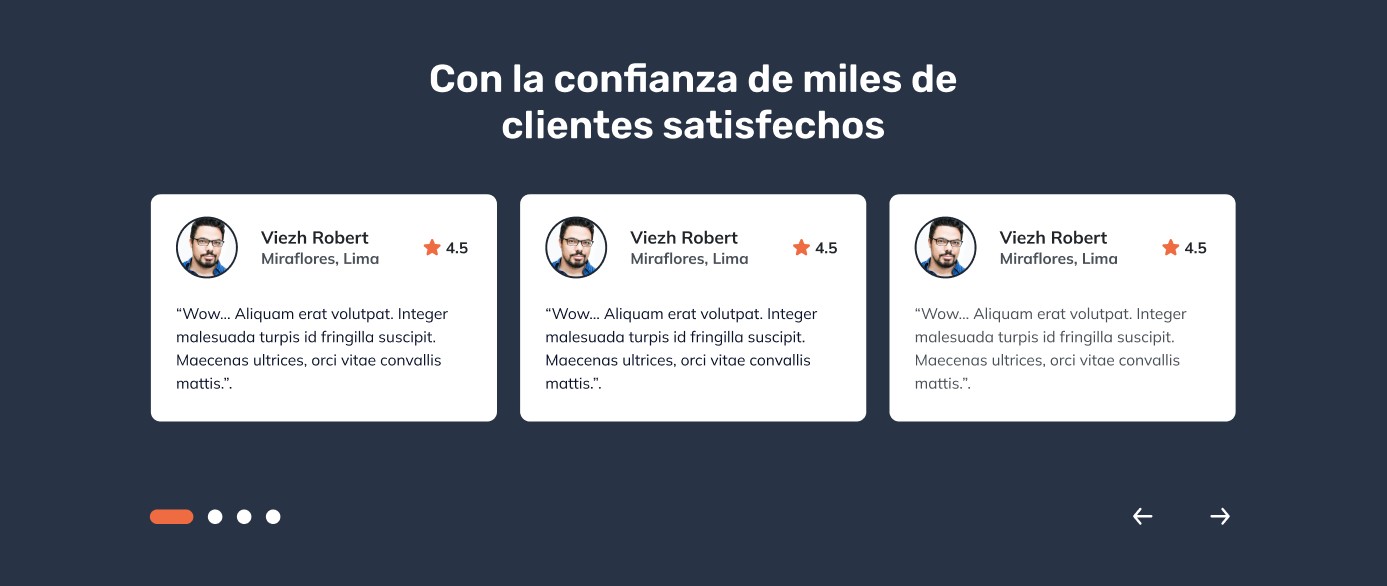 Con la confianza de miles de
clientes satisfechos
Viezh Robert
Miraflores, Lima
4.5
“Wow... Aliquam erat volutpat. Integer
malesuada turpis id fringilla suscipit.
Maecenas ultrices, orci vitae convallis
mattis.”.
Viezh Robert
Miraflores, Lima
4.5
“Wow... Aliquam erat volutpat. Integer
malesuada turpis id fringilla suscipit.
Maecenas ultrices, orci vitae convallis
mattis.”.
Viezh Robert
Miraflores, Lima
4.5
“Wow... Aliquam erat volutpat. Integer
malesuada turpis id fringilla suscipit.
Maecenas ultrices, orci vitae convallis
mattis.”.